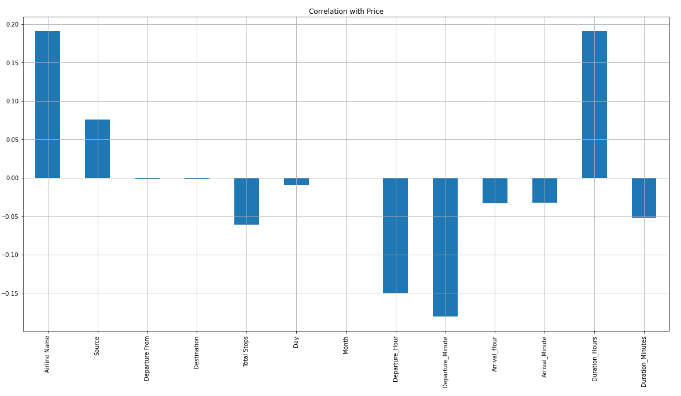 Correlation with Price
0.20
0.15
0.10
0.05
0.00
−0.05
−0.10
−0.15
Airline Name
Source
Departure From
Destination
Total Stops
Day
Month
Departure_Hour
Departure_Minute
Arrival_Hour
Arrival_Minute
Duration_Hours
Duration_Minutes